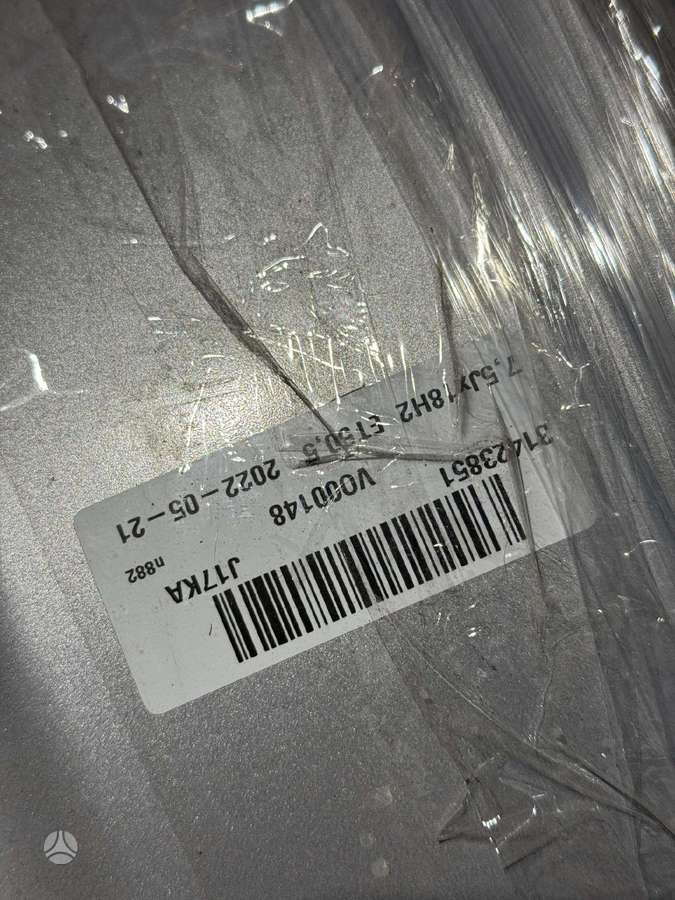 7,5Jx18H2 ET50.5 2022-05-21
31423851 V000148
J17KA n882